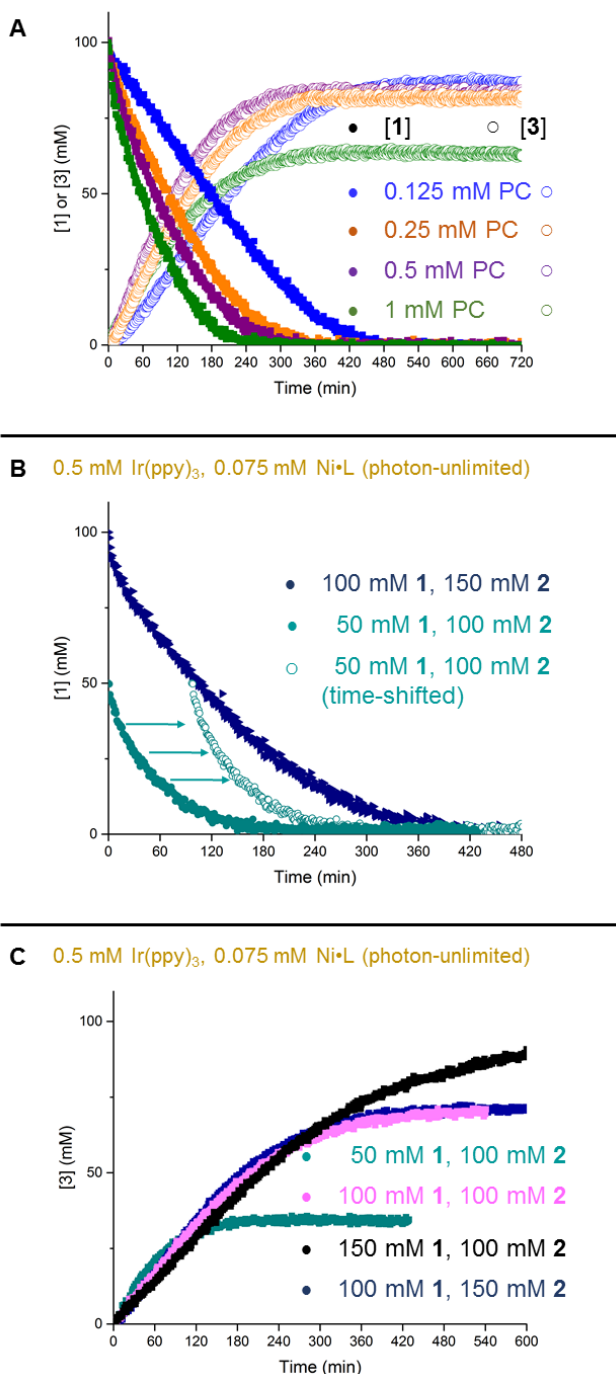 A
100
50
0
[1] or [3] (mM)
● [1] ○ [3]
● 0.125 mM PC ○
● 0.25 mM PC ○
● 0.5 mM PC ○
● 1 mM PC ○
0 60 120 180 240 300 360 420 480 540 600 660 720
Time (min)
B 0.5 mM Ir(ppy)₃, 0.075 mM Ni•L (photon-unlimited)
100
50
0
[1] (mM)
● 100 mM 1, 150 mM 2
● 50 mM 1, 100 mM 2
○ 50 mM 1, 100 mM 2
(time-shifted)
0 60 120 180 240 300 360 420 480
Time (min)
C 0.5 mM Ir(ppy)₃, 0.075 mM Ni•L (photon-unlimited)
100
50
0
[3] (mM)
● 50 mM 1, 100 mM 2
● 100 mM 1, 100 mM 2
● 150 mM 1, 100 mM 2
● 100 mM 1, 150 mM 2
0 60 120 180 240 300 360 420 480 540 600
Time (min)